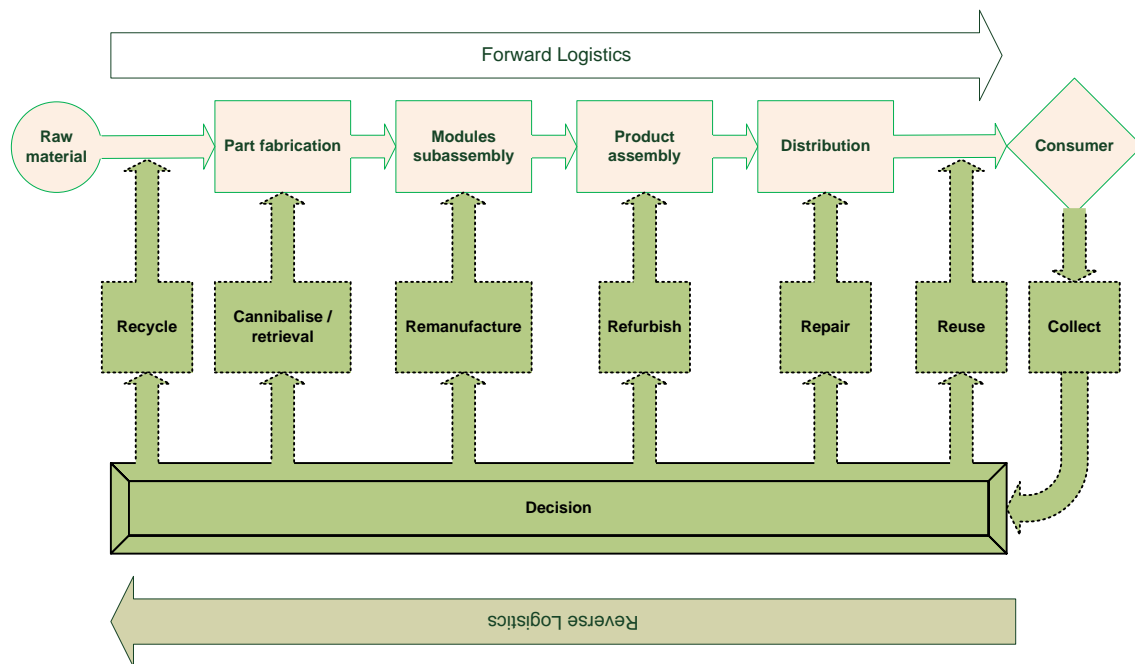 Forward Logistics
Raw
material
Part fabrication
Modules
subassembly
Product
assembly
Distribution
Consumer
Recycle
Cannibalise /
retrieval
Remanufacture
Refurbish
Repair
Reuse
Collect
Decision
Reverse Logistics